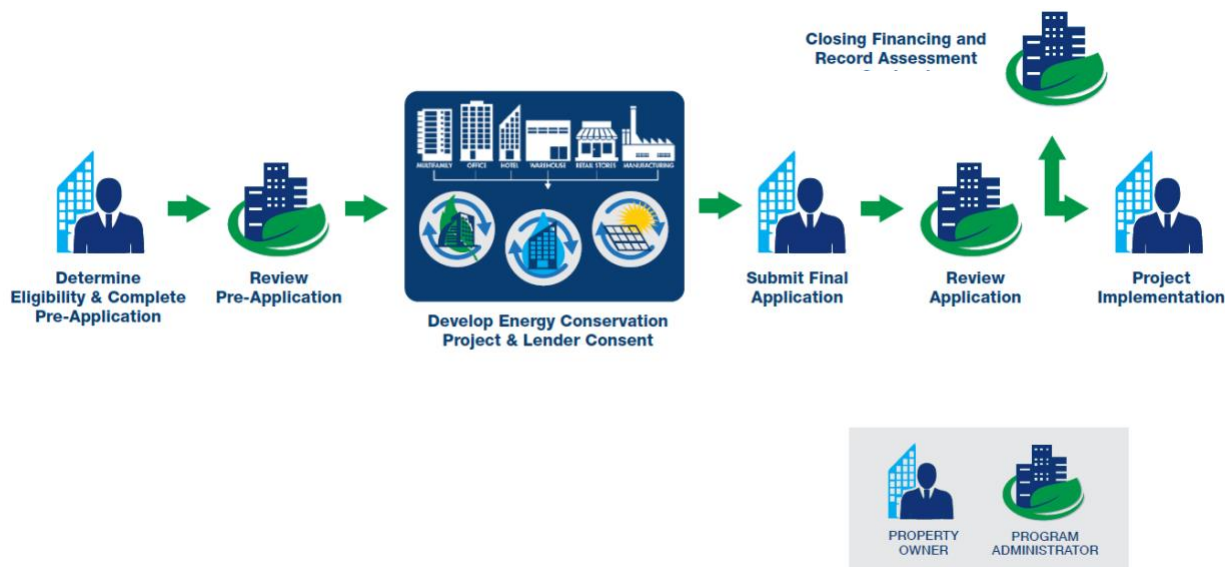 Closing Financing and
Record Assessment
MULTIFAMILY OFFICE HOTEL WAREHOUSE RETAIL STORES MANUFACTURING
Determine
Eligibility & Complete
Pre-Application
Review
Pre-Application
Develop Energy Conservation
Project & Lender Consent
Submit Final
Application
Review
Application
Project
Implementation
PROPERTY
OWNER
PROGRAM
ADMINISTRATOR